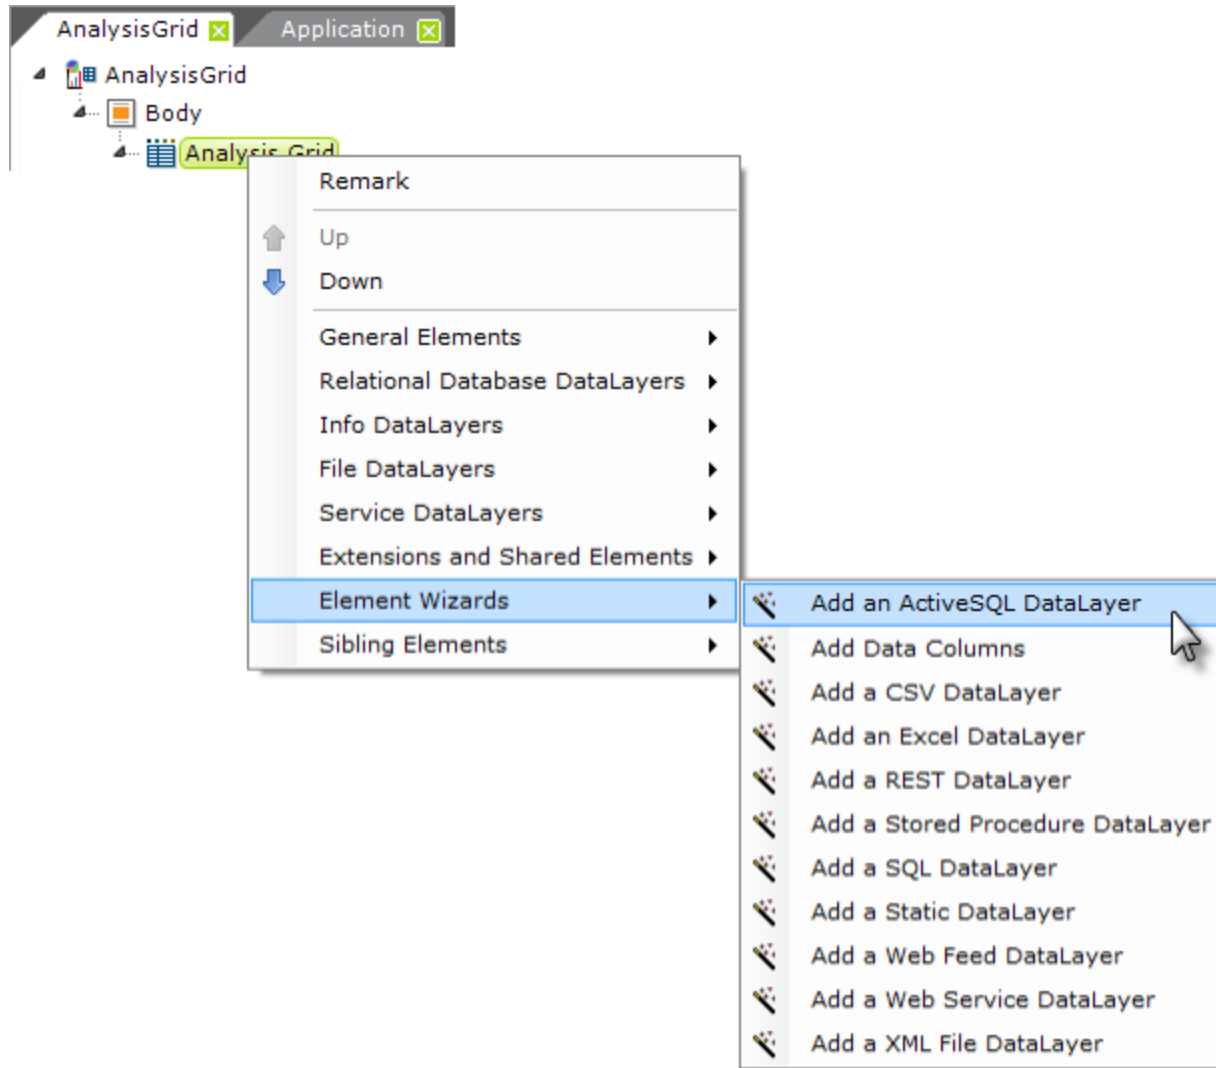 AnalysisGrid Application
AnalysisGrid
Body
Analysis Grid
Remark
Up
Down
General Elements
Relational Database DataLayers
Info DataLayers
File DataLayers
Service DataLayers
Extensions and Shared Elements
Element Wizards
Sibling Elements
Add an ActiveSQL DataLayer
Add Data Columns
Add a CSV DataLayer
Add an Excel DataLayer
Add a REST DataLayer
Add a Stored Procedure DataLayer
Add a SQL DataLayer
Add a Static DataLayer
Add a Web Feed DataLayer
Add a Web Service DataLayer
Add a XML File DataLayer